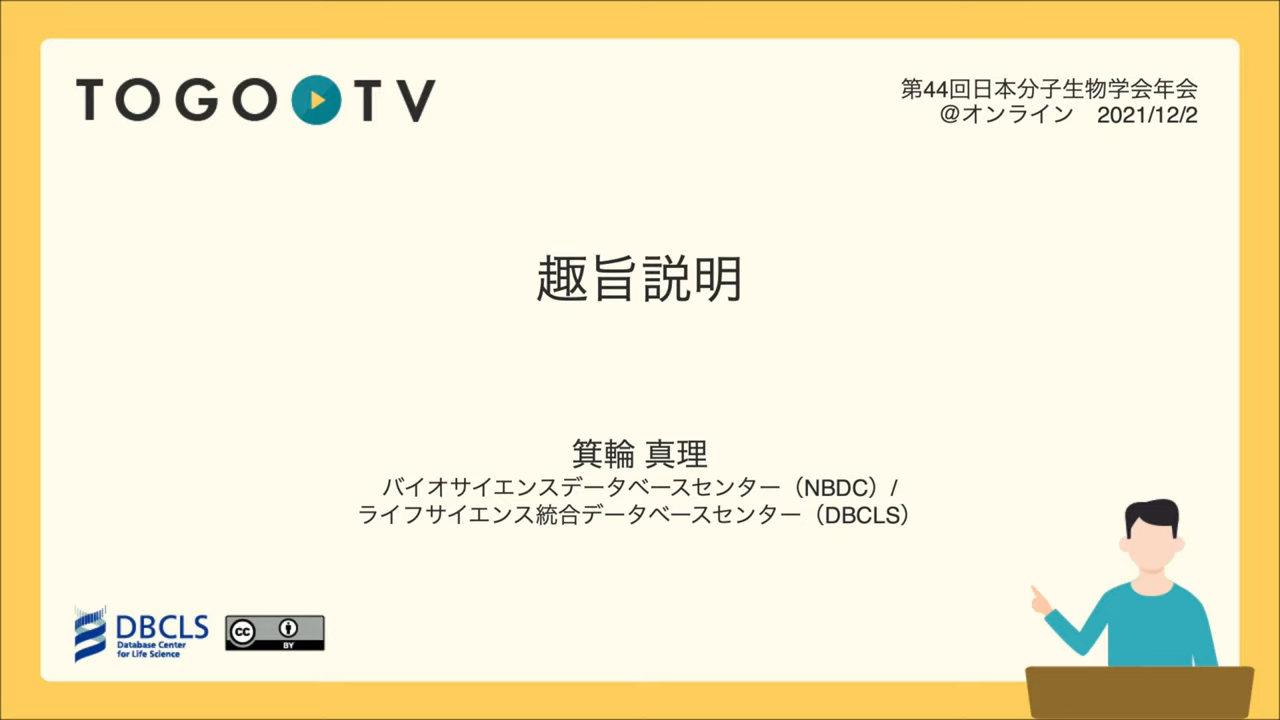 TOGO TV
第44回日本分子生物学会年会
@オンライン 2021/12/2
趣旨説明
箕輪 真理
バイオサイエンスデータベースセンター（NBDC）/
ライフサイエンス統合データベースセンター（DBCLS）
DBCLS
Database Center
for Life Science
cc
BY